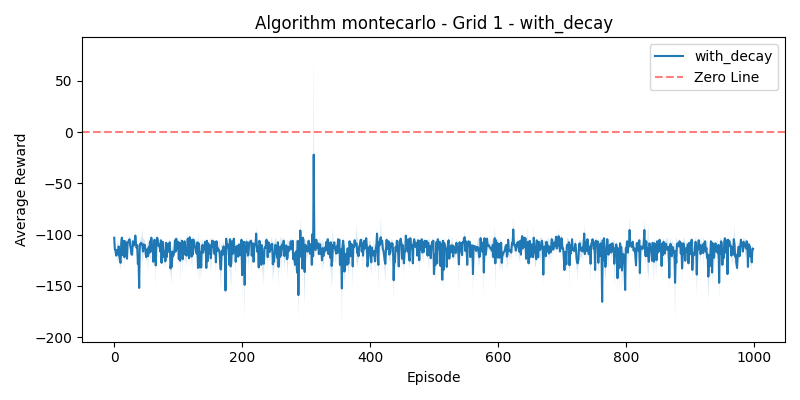 Algorithm montecarlo - Grid 1 - with_decay
with_decay
Zero Line
Average Reward
50
0
−50
−100
−150
−200
0
200
400
600
800
1000
Episode